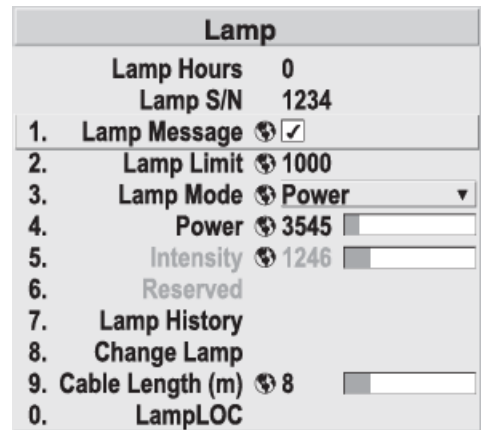 Lamp
Lamp Hours 0
Lamp S/N 1234
1. Lamp Message ✓
2. Lamp Limit 1000
3. Lamp Mode Power ▼
4. Power 3545
5. Intensity 1246
6. Reserved
7. Lamp History
8. Change Lamp
9. Cable Length (m) 8
0. LampLOC